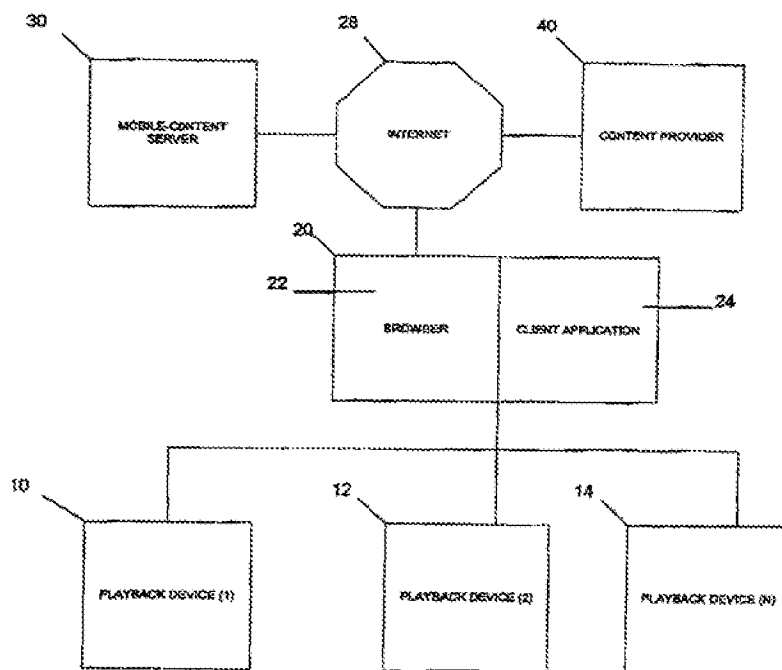 30
28
40
MOBILE-CONTENT
SERVER
INTERNET
CONTENT PROVIDER
20
22
24
BROWSER
CLIENT APPLICATION
10
12
14
PLAYBACK DEVICE (1)
PLAYBACK DEVICE (2)
PLAYBACK DEVICE (N)